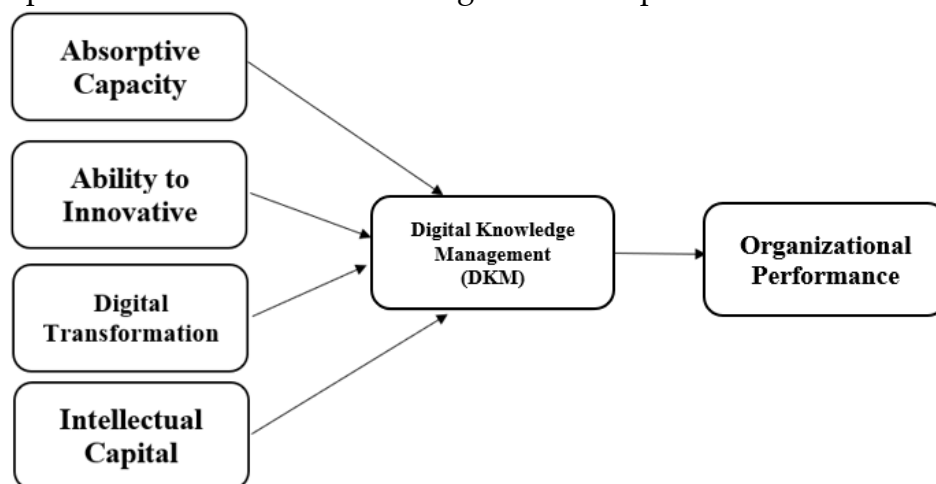 Absorptive
Capacity
Ability to
Innovative
Digital
Transformation
Intellectual
Capital
Digital Knowledge
Management
(DKM)
Organizational
Performance